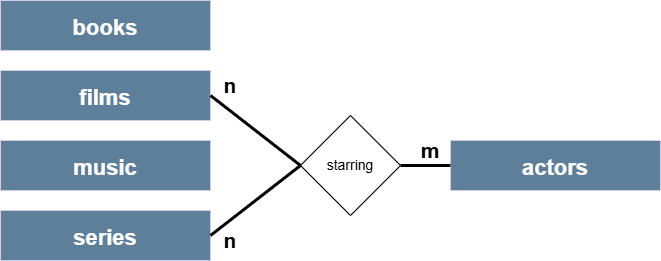 books
films
n
music
starring
m
actors
series
n